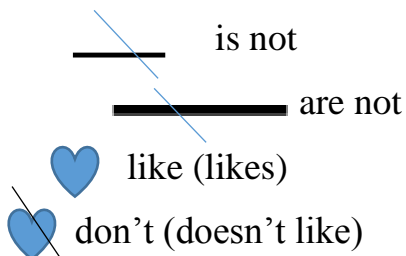 is not
are not
like (likes)
don’t (doesn’t like)